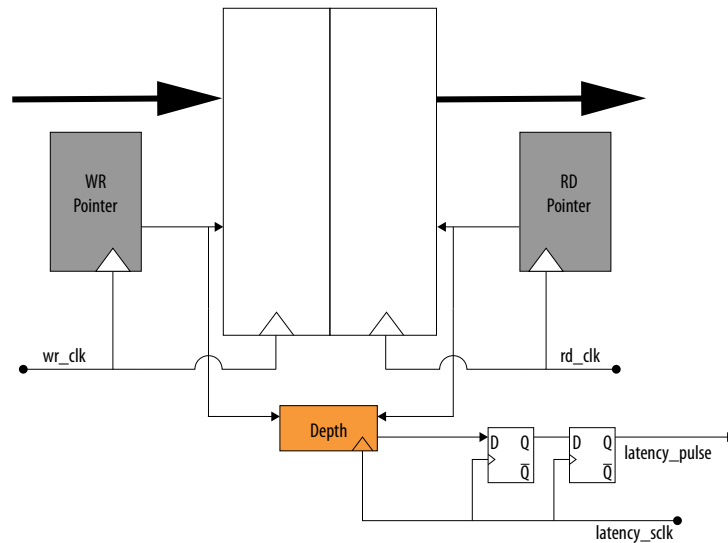 WR
Pointer
RD
Pointer
wr_clk
rd_clk
Depth
D Q
Q̅
D Q
Q̅
latency_pulse
latency_sclk